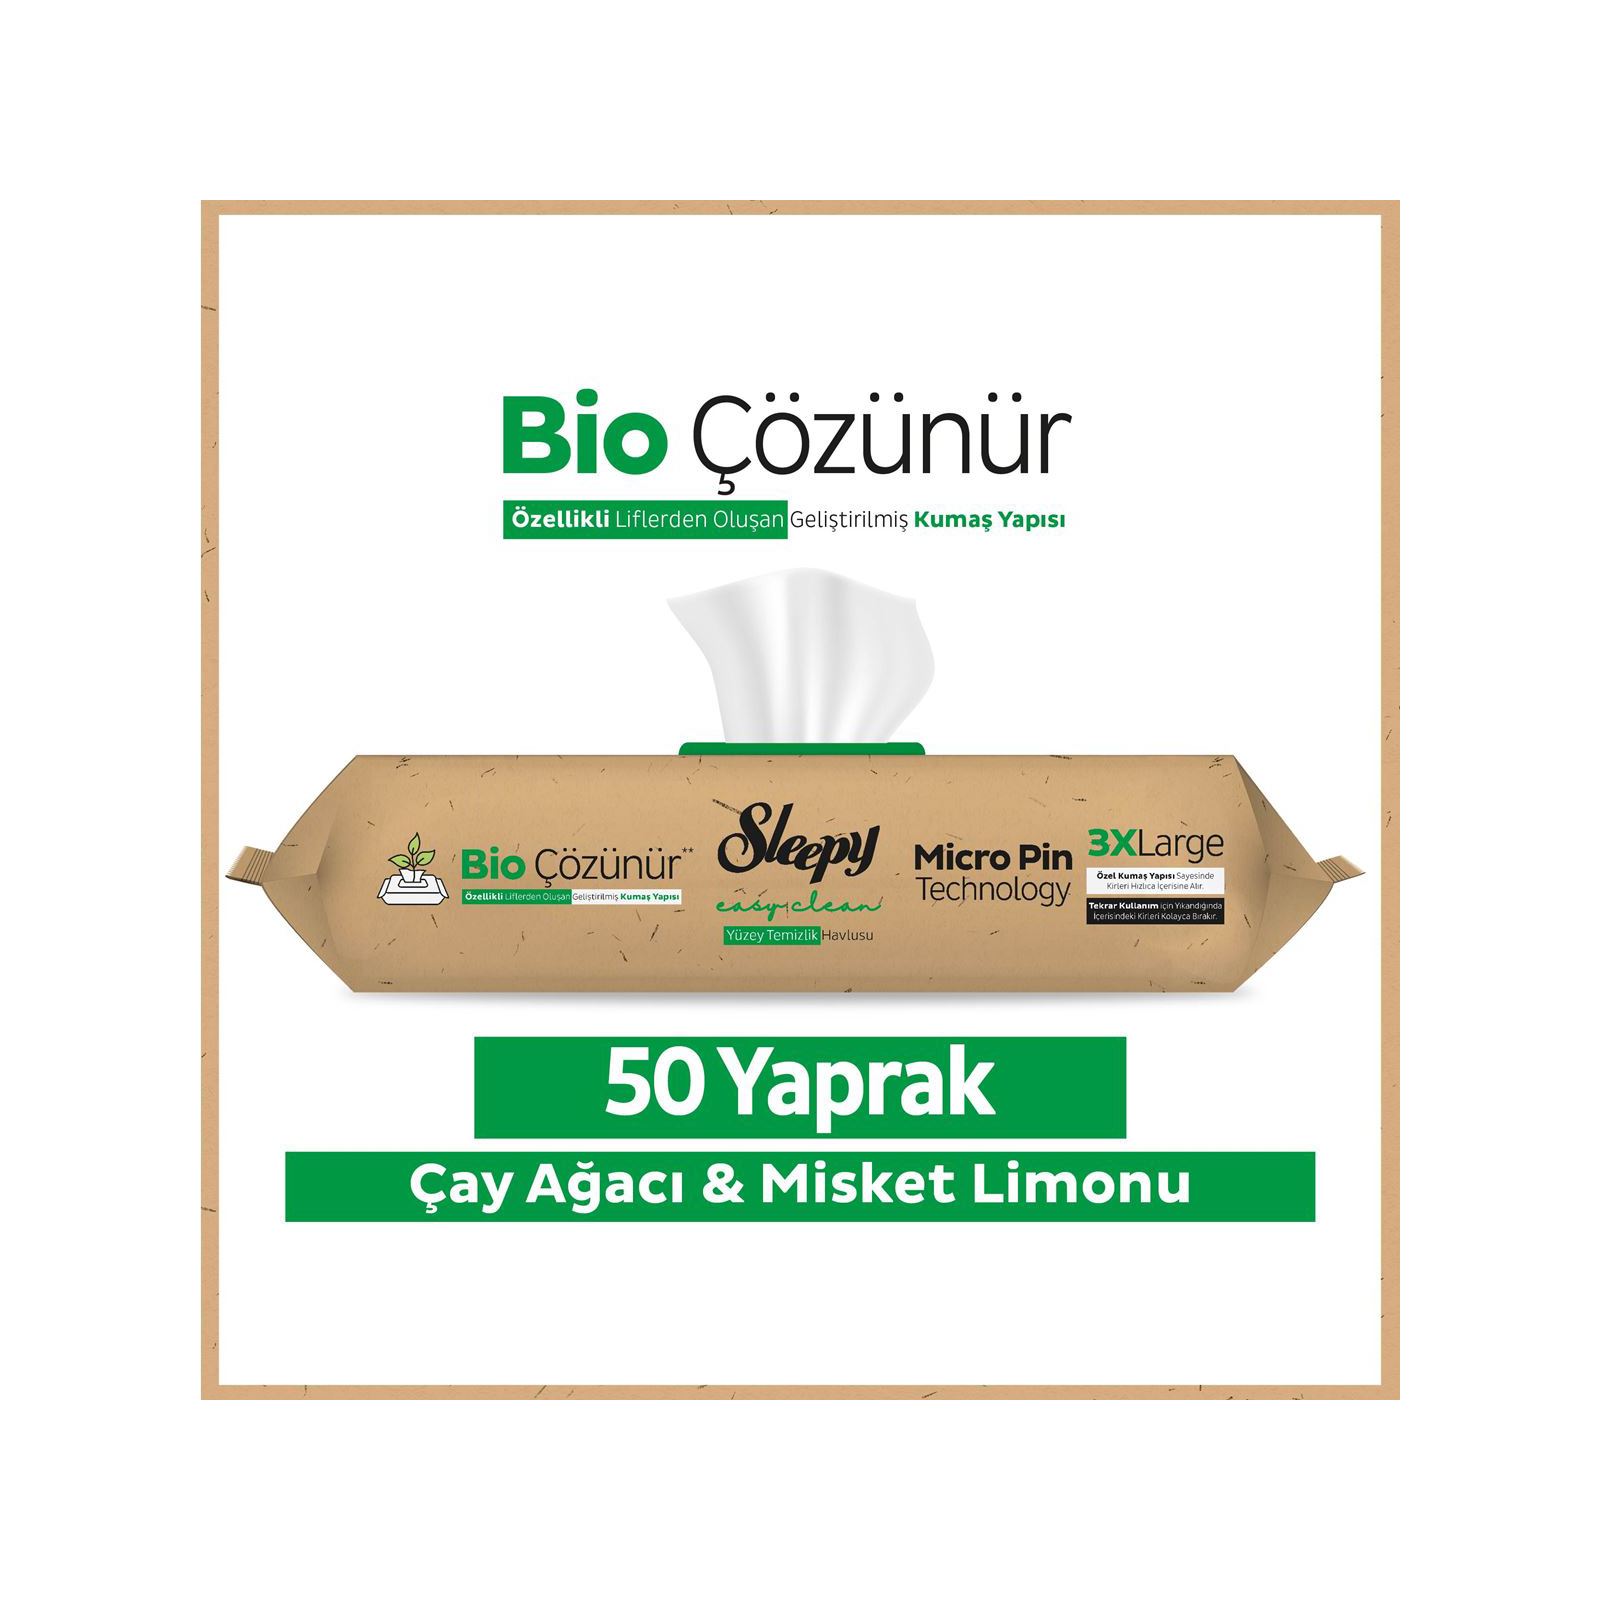 Bio Çözünür
Özellikli Liflerden Oluşan Geliştirilmiş Kumaş Yapısı
Bio Çözünür**
Özellikli Liflerden Oluşan Geliştirilmiş Kumaş Yapısı
Sleepy
easy clean
Yüzey Temizlik Havlusu
Micro Pin
Technology
3XLarge
Özel Kumaş Yapısı Sayesinde
Kirleri Hızlıca İçerisine Alır.
Tekrar Kullanım için Yıkandığında
İçerisindeki Kirleri Kolayca Bırakır.
50 Yaprak
Çay Ağacı & Misket Limonu